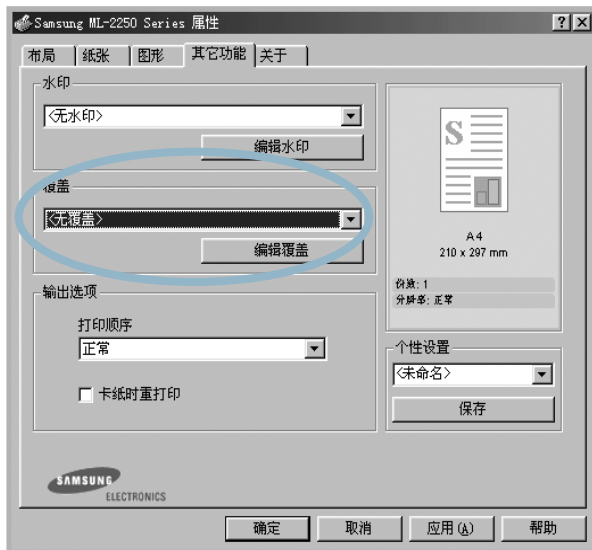 Samsung ML-2250 Series 属性
布局 纸张 图形 其它功能 关于
水印
<无水印>
编辑水印
覆盖
<无覆盖>
编辑覆盖
输出选项
打印顺序
正常
卡纸时重打印
S
A4
210 x 297 mm
份数: 1
分辨率: 正常
个性设置
<未命名>
保存
SAMSUNG
ELECTRONICS
确定 取消 应用(A) 帮助